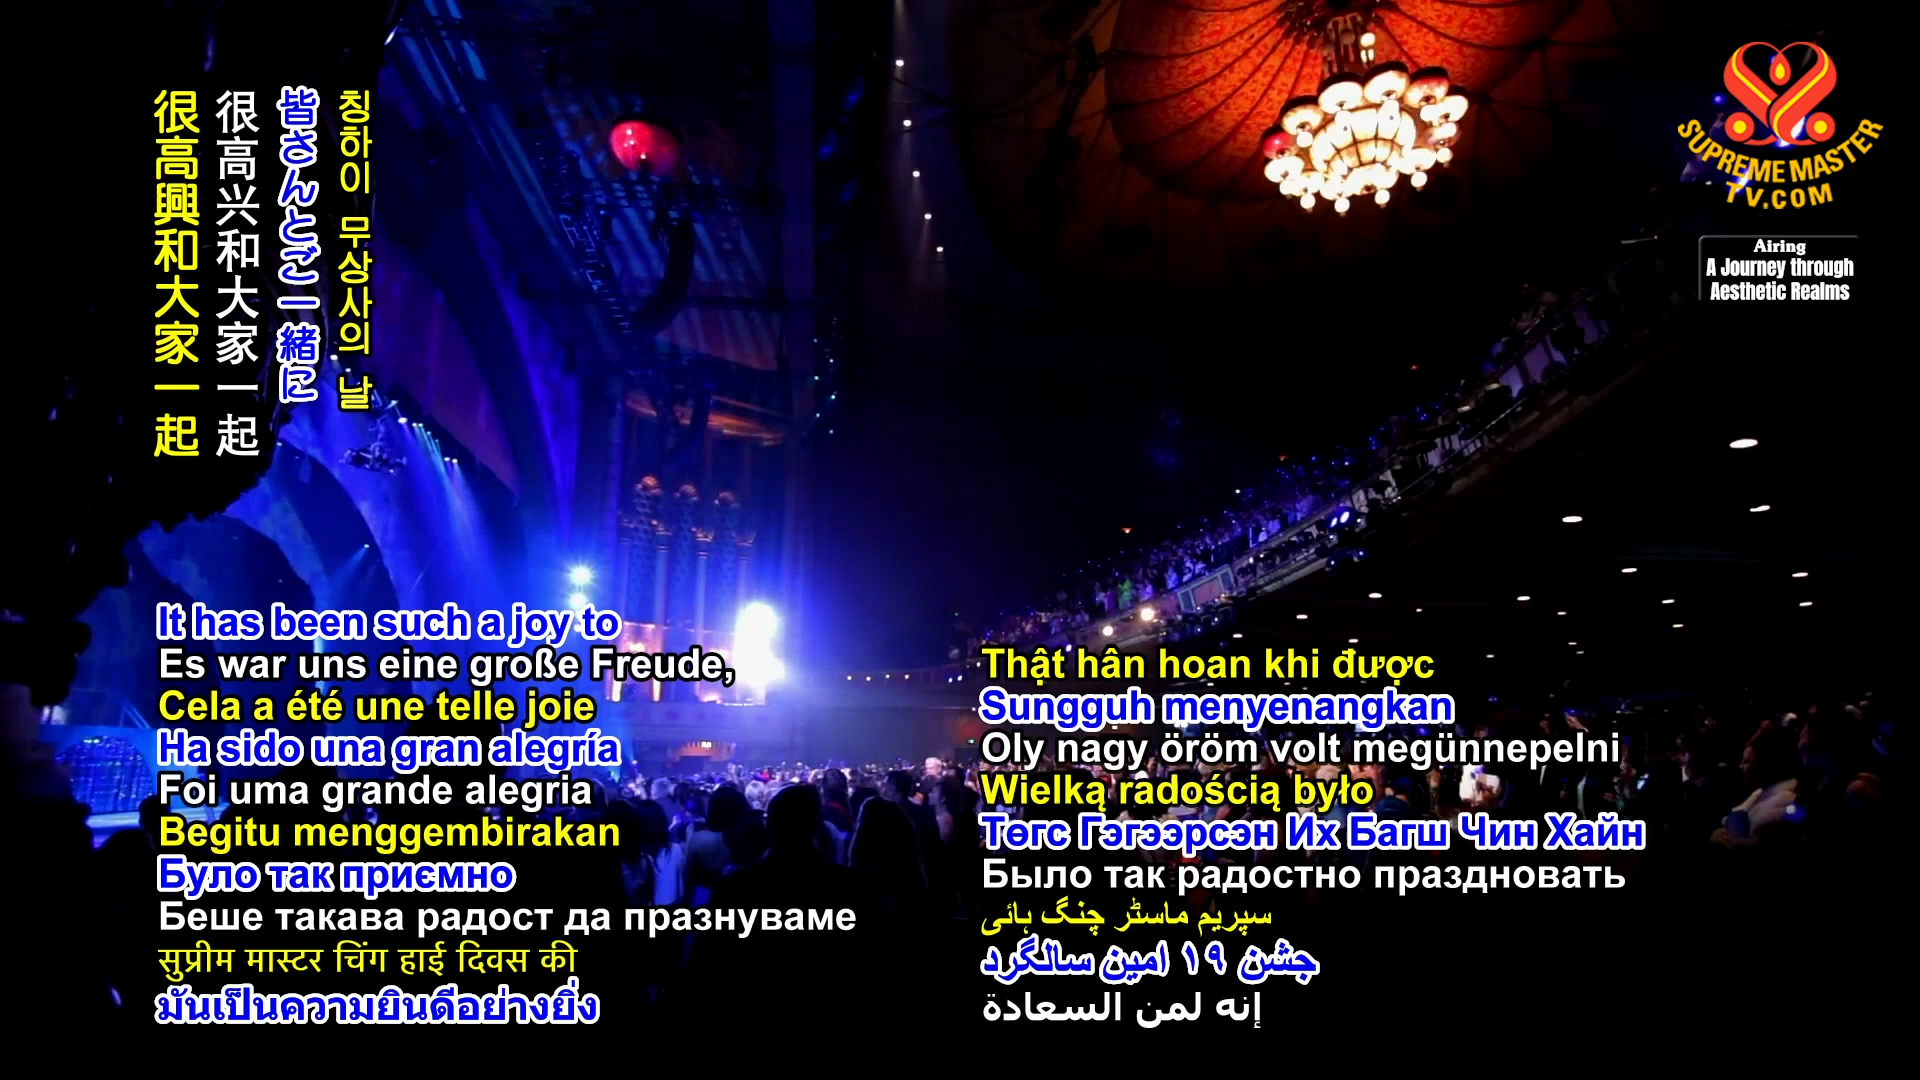 很高興和大家一起
很高兴和大家一起
皆さんとご一緒に
칭하이 무상사의 날
SUPREME MASTER
TV.COM
Airing
A Journey through
Aesthetic Realms
It has been such a joy to
Es war uns eine große Freude,
Cela a été une telle joie
Ha sido una gran alegría
Foi uma grande alegria
Begitu menggembirakan
Було так приємно
Беше такава радост да празнуваме
सुप्रीम मास्टर चिंग हाई दिवस की
มันเป็นความยินดีอย่างยิ่ง
Thật hân hoan khi được
Sungguh menyenangkan
Oly nagy öröm volt megünnepelni
Wielką radością było
Төгс Гэгээрсэн Их Багш Чин Хайн
Было так радостно праздновать
سپریم ماسٹر چنگ ہائی
جشن ۱۹ امین سالگرد
إنه لمن السعادة